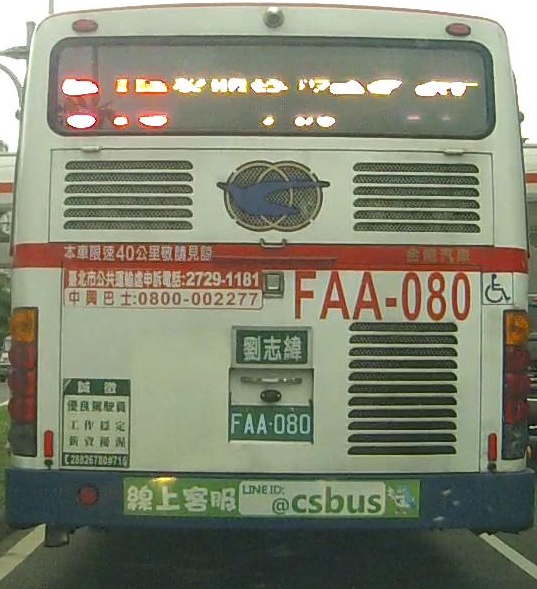 本車限速40公里敬請見諒
金龍汽車
臺北市公共運輸處申訴電話:2729-1181
中興巴士:0800-002277
FAA-080
劉志緯
FAA-080
誠徵
優良駕駛員
工作穩定
薪資優渥
線上客服 LINE ID: @csbus